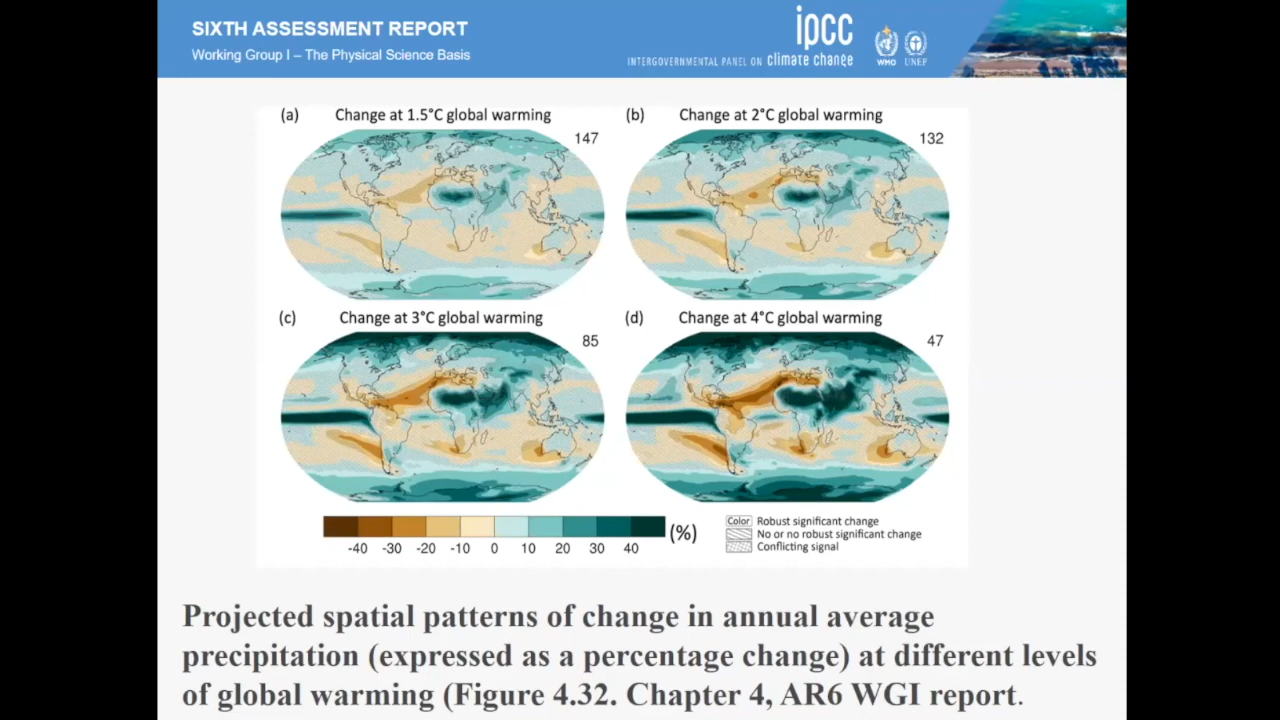 SIXTH ASSESSMENT REPORT
Working Group I – The Physical Science Basis
ipcc
INTERGOVERNMENTAL PANEL ON climate change
WMO UNEP
(a) Change at 1.5°C global warming
147
(b) Change at 2°C global warming
132
(c) Change at 3°C global warming
85
(d) Change at 4°C global warming
47
-40 -30 -20 -10 0 10 20 30 40
(%)
Color Robust significant change
No or no robust significant change
Conflicting signal
Projected spatial patterns of change in annual average
precipitation (expressed as a percentage change) at different levels
of global warming (Figure 4.32. Chapter 4, AR6 WGI report.